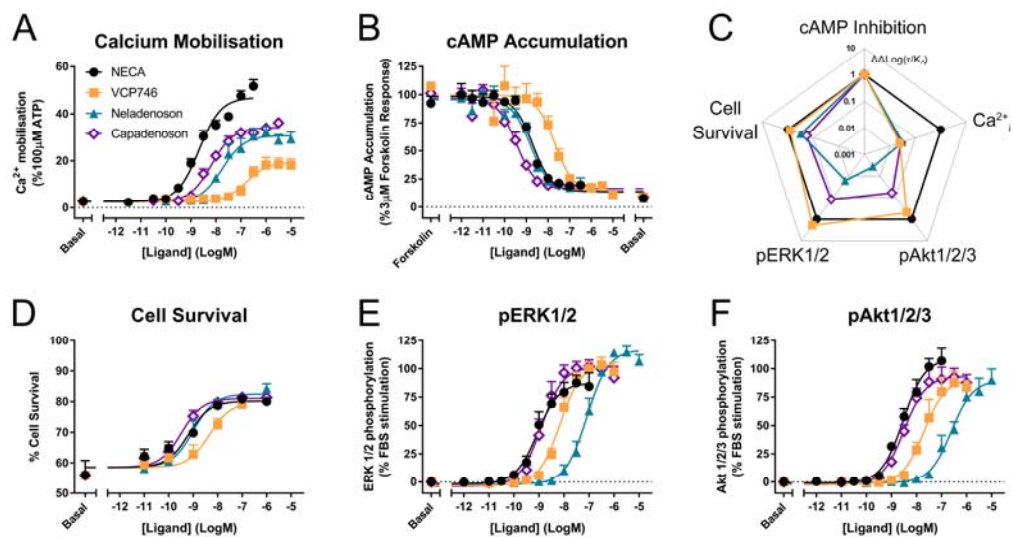 A
Calcium Mobilisation
Ca²⁺ mobilisation
(%100µM ATP)
60
40
20
0
NECA
VCP746
Neladenoson
Capadenoson
Basal
-12 -11 -10 -9 -8 -7 -6 -5
[Ligand] (LogM)
B
cAMP Accumulation
cAMP Accumulation
(%3µM Forskolin Response)
125
100
75
50
25
0
Forskolin
-12 -11 -10 -9 -8 -7 -6 -5
Basal
[Ligand] (LogM)
C
cAMP Inhibition
10
ΔΔLog(τ/Kₐ)
1
0.1
0.01
0.001
Cell
Survival
Ca²⁺ᵢ
pERK1/2
pAkt1/2/3
D
Cell Survival
% Cell Survival
100
90
80
70
60
50
Basal
-12 -11 -10 -9 -8 -7 -6 -5
[Ligand] (LogM)
E
pERK1/2
ERK 1/2 phosphorylation
(% FBS stimulation)
125
100
75
50
25
0
Basal
-12 -11 -10 -9 -8 -7 -6 -5
[Ligand] (LogM)
F
pAkt1/2/3
Akt 1/2/3 phosphorylation
(% FBS stimulation)
125
100
75
50
25
0
Basal
-12 -11 -10 -9 -8 -7 -6 -5
[Ligand] (LogM)